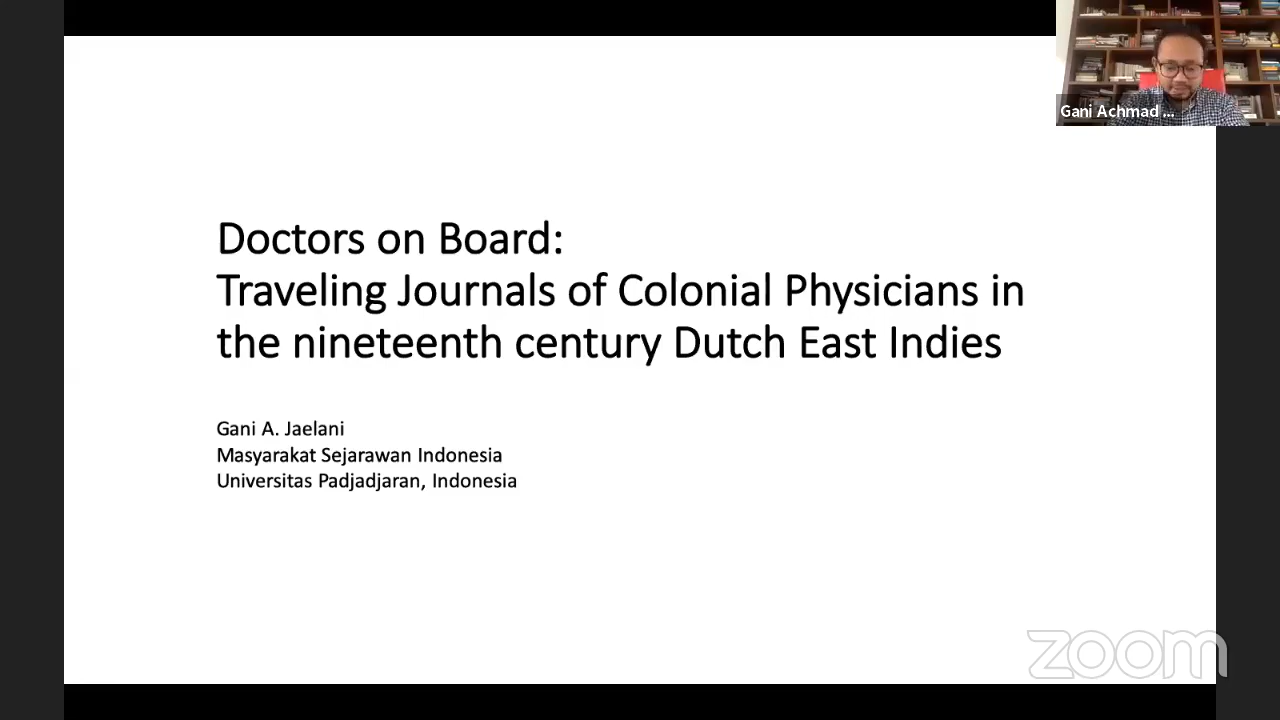 Gani Achmad ...
Doctors on Board:
Traveling Journals of Colonial Physicians in
the nineteenth century Dutch East Indies
Gani A. Jaelani
Masyarakat Sejarawan Indonesia
Universitas Padjadjaran, Indonesia
zoom